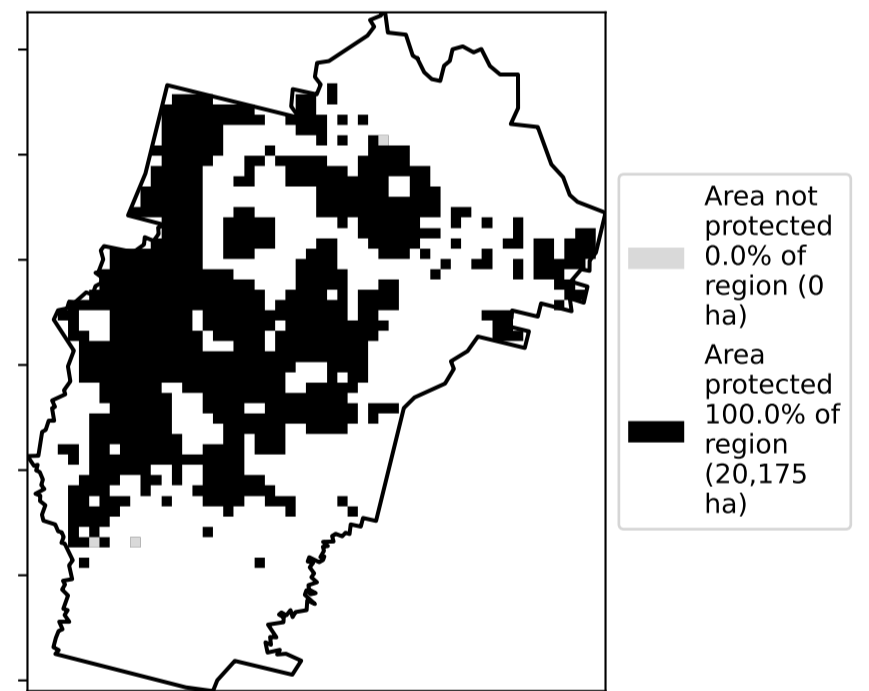 Area not
protected
0.0% of
region (0
ha)
Area
protected
100.0% of
region
(20,175
ha)